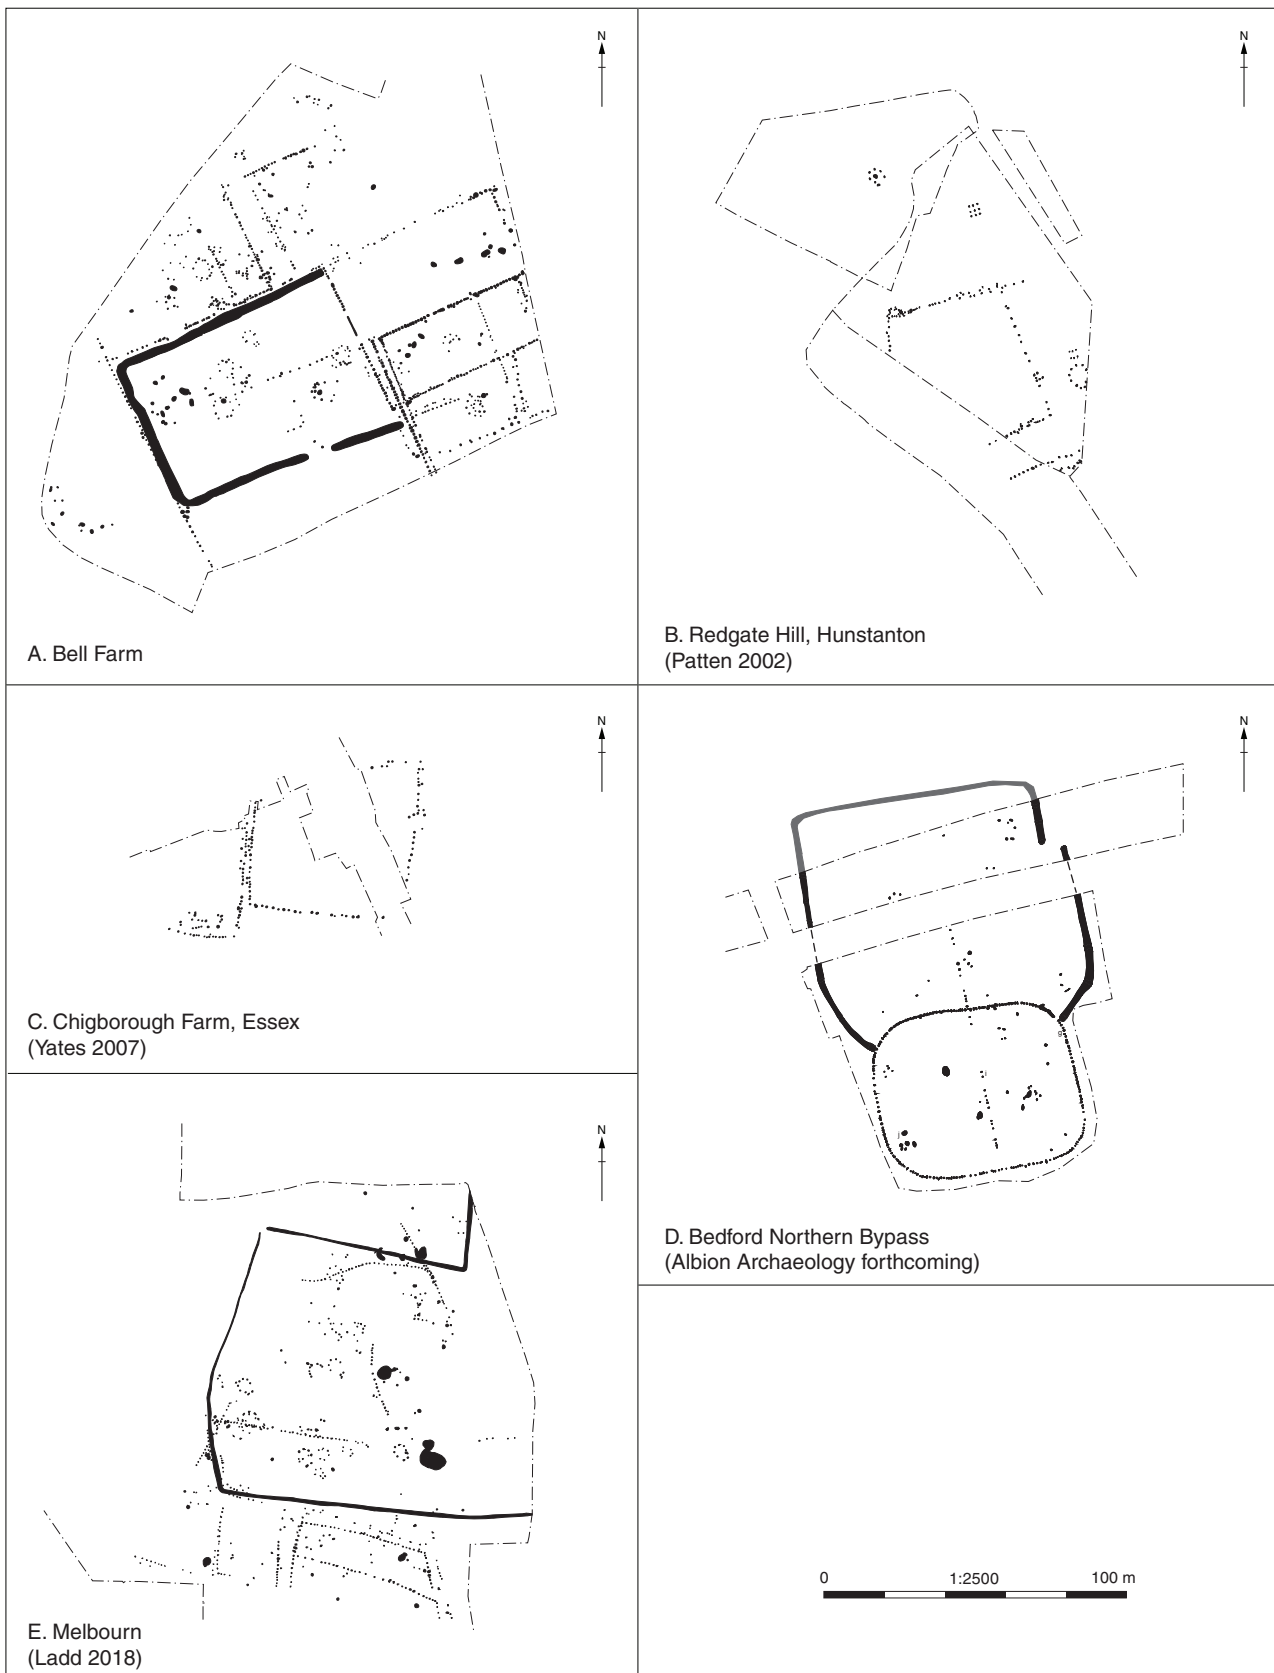 N
A. Bell Farm
N
B. Redgate Hill, Hunstanton
(Patten 2002)
N
C. Chigborough Farm, Essex
(Yates 2007)
N
D. Bedford Northern Bypass
(Albion Archaeology forthcoming)
N
E. Melbourn
(Ladd 2018)
0 1:2500 100 m